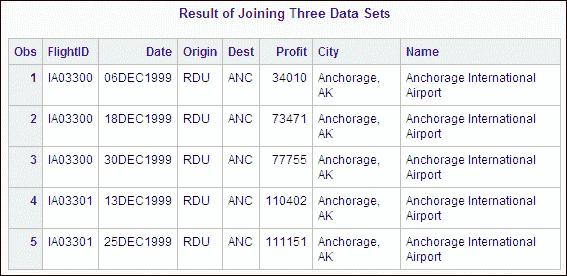 Result of Joining Three Data Sets
Obs FlightID Date Origin Dest Profit City Name
1 IA03300 06DEC1999 RDU ANC 34010 Anchorage, Anchorage International
AK Airport
2 IA03300 18DEC1999 RDU ANC 73471 Anchorage, Anchorage International
AK Airport
3 IA03300 30DEC1999 RDU ANC 77755 Anchorage, Anchorage International
AK Airport
4 IA03301 13DEC1999 RDU ANC 110402 Anchorage, Anchorage International
AK Airport
5 IA03301 25DEC1999 RDU ANC 111151 Anchorage, Anchorage International
AK Airport